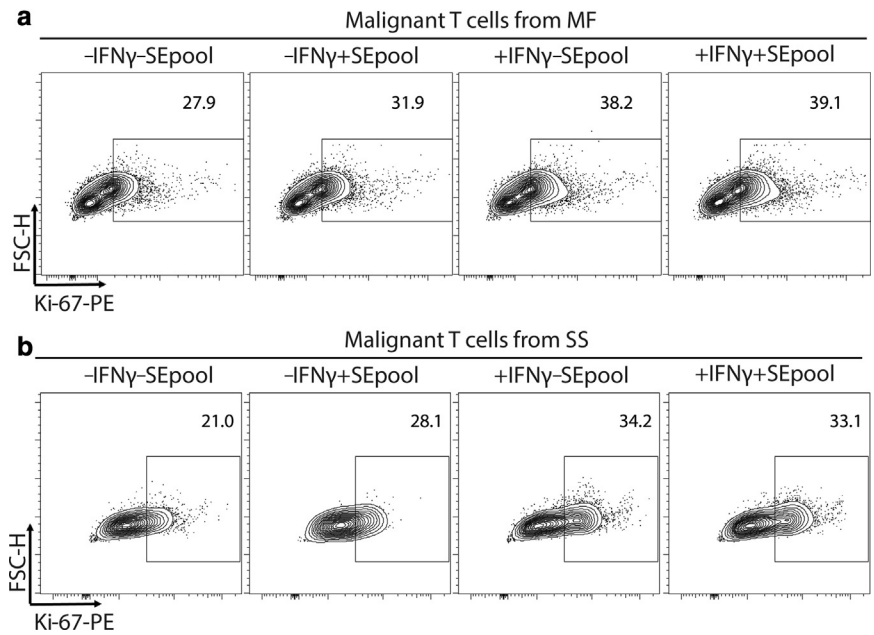 a
Malignant T cells from MF
–IFNγ–SEpool –IFNγ+SEpool +IFNγ–SEpool +IFNγ+SEpool
27.9 31.9 38.2 39.1
FSC-H
Ki-67-PE
b
Malignant T cells from SS
–IFNγ–SEpool –IFNγ+SEpool +IFNγ–SEpool +IFNγ+SEpool
21.0 28.1 34.2 33.1
FSC-H
Ki-67-PE